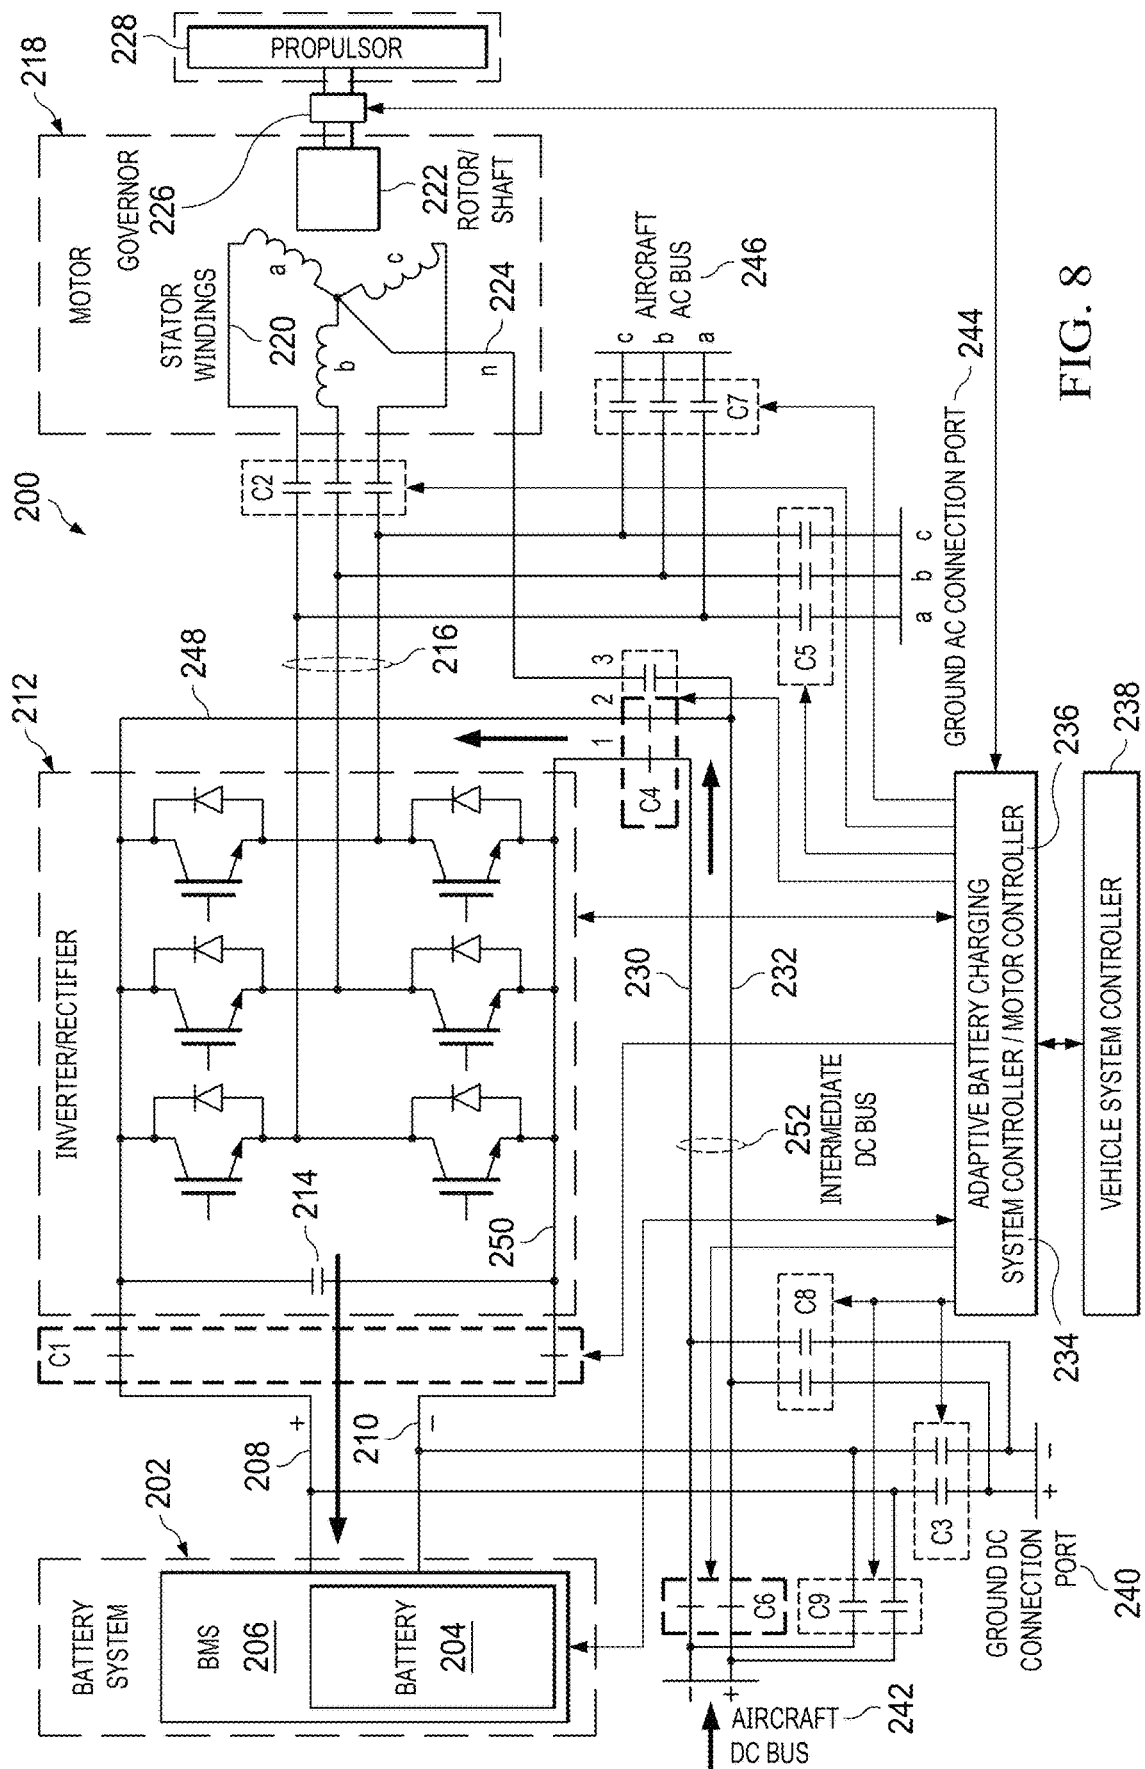 200
BATTERY
SYSTEM
202
BMS
206
BATTERY
204
208
+
210
−
C1
INVERTER/RECTIFIER
212
214
250
248
216
C2
MOTOR
218
GOVERNOR
226
STATOR
WINDINGS
220
a
b
c
n
224
222
ROTOR/
SHAFT
PROPULSOR
228
C4
1
2
3
C7
c
b
a
AIRCRAFT
AC BUS
246
C5
a
b
c
GROUND AC CONNECTION PORT
244
230
232
252
INTERMEDIATE
DC BUS
C6
C9
C8
C3
−
+
AIRCRAFT
DC BUS
242
+
−
GROUND DC
CONNECTION
PORT
240
ADAPTIVE BATTERY CHARGING
SYSTEM CONTROLLER / MOTOR CONTROLLER
234
236
VEHICLE SYSTEM CONTROLLER
238
FIG. 8